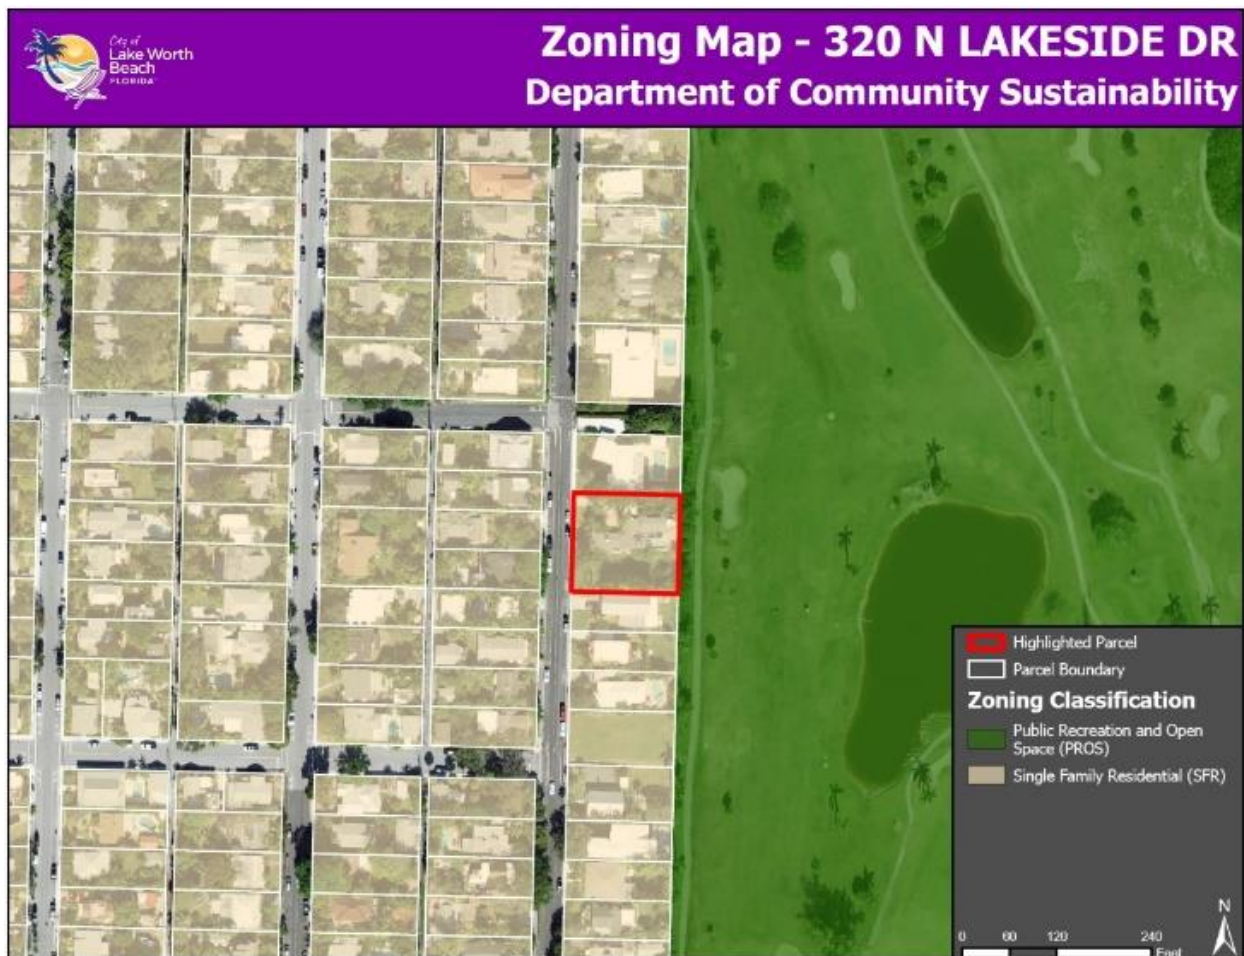 City of
Lake Worth
Beach
FLORIDA
Zoning Map - 320 N LAKESIDE DR
Department of Community Sustainability
Highlighted Parcel
Parcel Boundary
Zoning Classification
Public Recreation and Open
Space (PROS)
Single Family Residential (SFR)
N
0 60 120 240
Feet